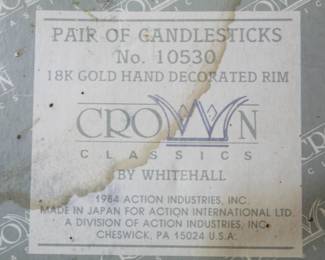 PAIR OF CANDLESTICKS
No. 10530
18K GOLD HAND DECORATED RIM
CROWN
CLASSICS
BY WHITEHALL
1984 ACTION INDUSTRIES, INC.
MADE IN JAPAN FOR ACTION INTERNATIONAL LTD.
A DIVISION OF ACTION INDUSTRIES, INC.
CHESWICK, PA 15024 U.S.A.